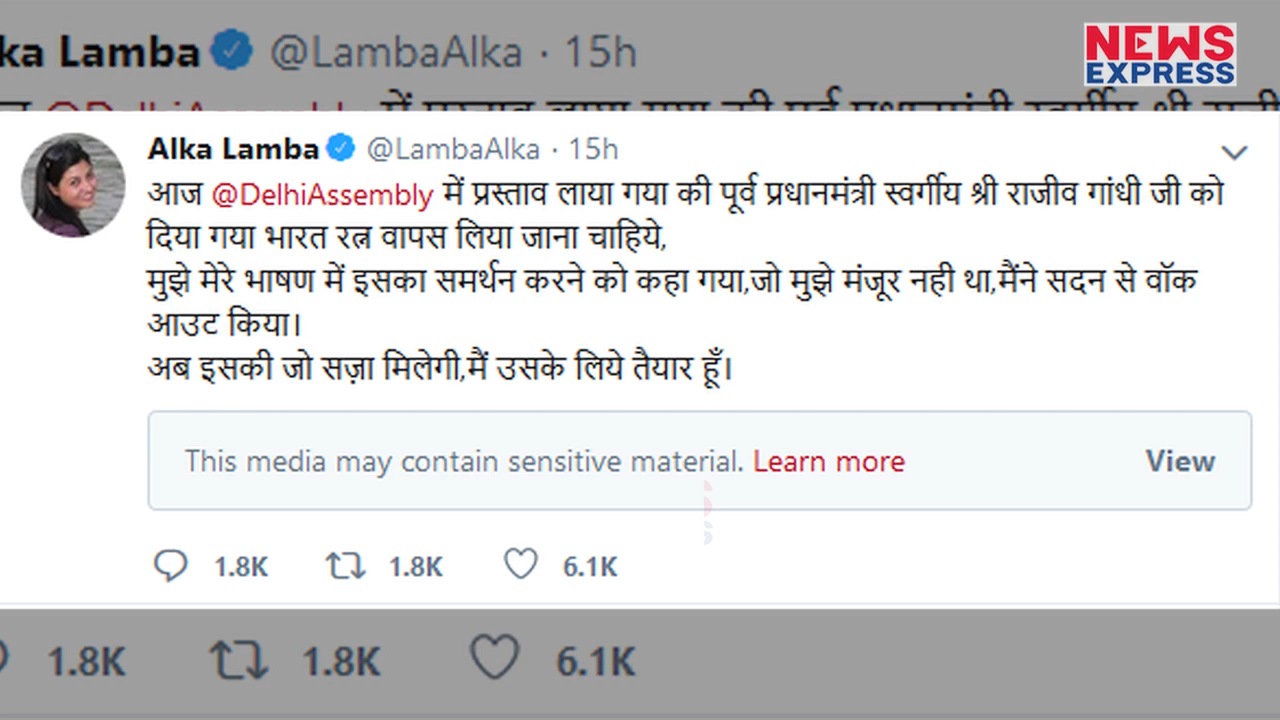 ka Lamba @LambaAlka · 15h
NEWS
EXPRESS
Alka Lamba @LambaAlka · 15h
आज @DelhiAssembly में प्रस्ताव लाया गया की पूर्व प्रधानमंत्री स्वर्गीय श्री राजीव गांधी जी को
दिया गया भारत रत्न वापस लिया जाना चाहिये,
मुझे मेरे भाषण में इसका समर्थन करने को कहा गया,जो मुझे मंजूर नही था,मैंने सदन से वॉक
आउट किया।
अब इसकी जो सज़ा मिलेगी,मैं उसके लिये तैयार हूँ।
This media may contain sensitive material. Learn more View
1.8K 1.8K 6.1K
1.8K 1.8K 6.1K